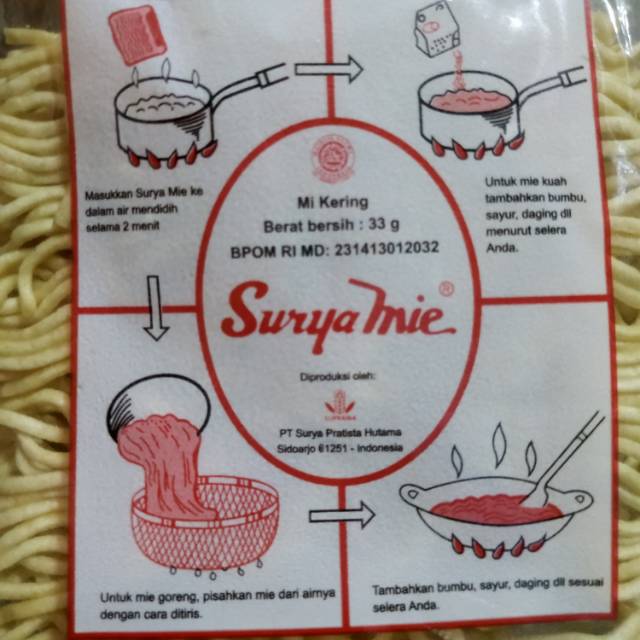 Masukkan Surya Mie ke
dalam air mendidih
selama 2 menit
Untuk mie kuah
tambahkan bumbu,
sayur, daging dll
menurut selera
Anda.
Mi Kering
Berat bersih : 33 g
BPOM RI MD: 231413012032
Surya mie ®
Diproduksi oleh:
PT Surya Pratista Hutama
Sidoarjo 61251 - Indonesia
Untuk mie goreng, pisahkan mie dari airnya
dengan cara ditiris.
Tambahkan bumbu, sayur, daging dll sesuai
selera Anda.